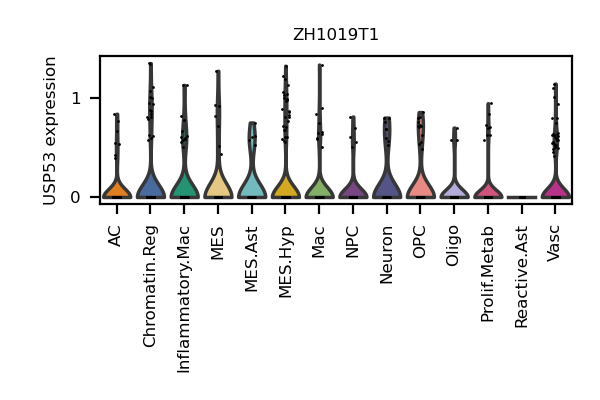 ZH1019T1
USP53 expression
1
0
AC
Chromatin.Reg
Inflammatory.Mac
MES
MES.Ast
MES.Hyp
Mac
NPC
Neuron
OPC
Oligo
Prolif.Metab
Reactive.Ast
Vasc